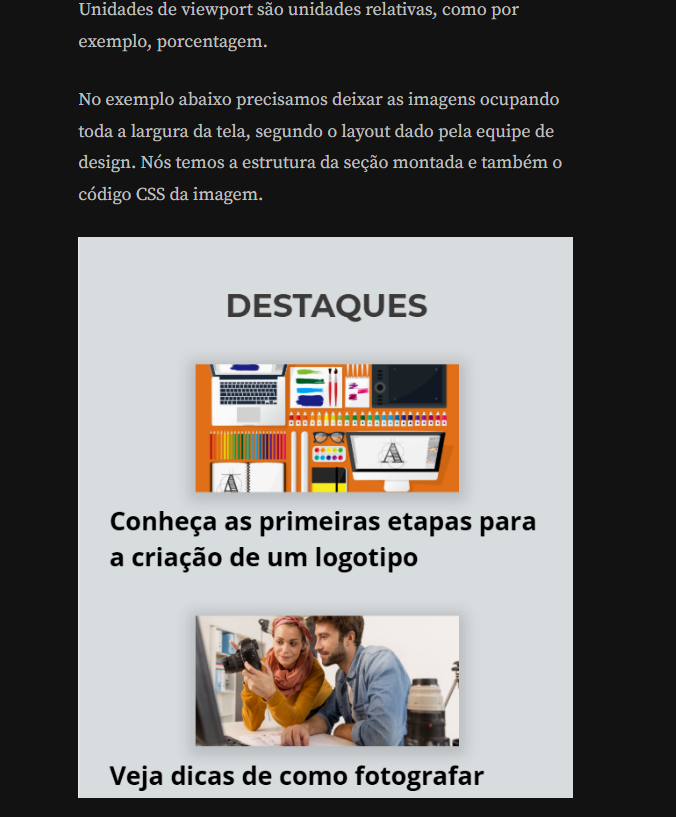 Unidades de viewport são unidades relativas, como por
exemplo, porcentagem.
No exemplo abaixo precisamos deixar as imagens ocupando
toda a largura da tela, segundo o layout dado pela equipe de
design. Nós temos a estrutura da seção montada e também o
código CSS da imagem.
DESTAQUES
A
A
Conheça as primeiras etapas para
a criação de um logotipo
Veja dicas de como fotografar